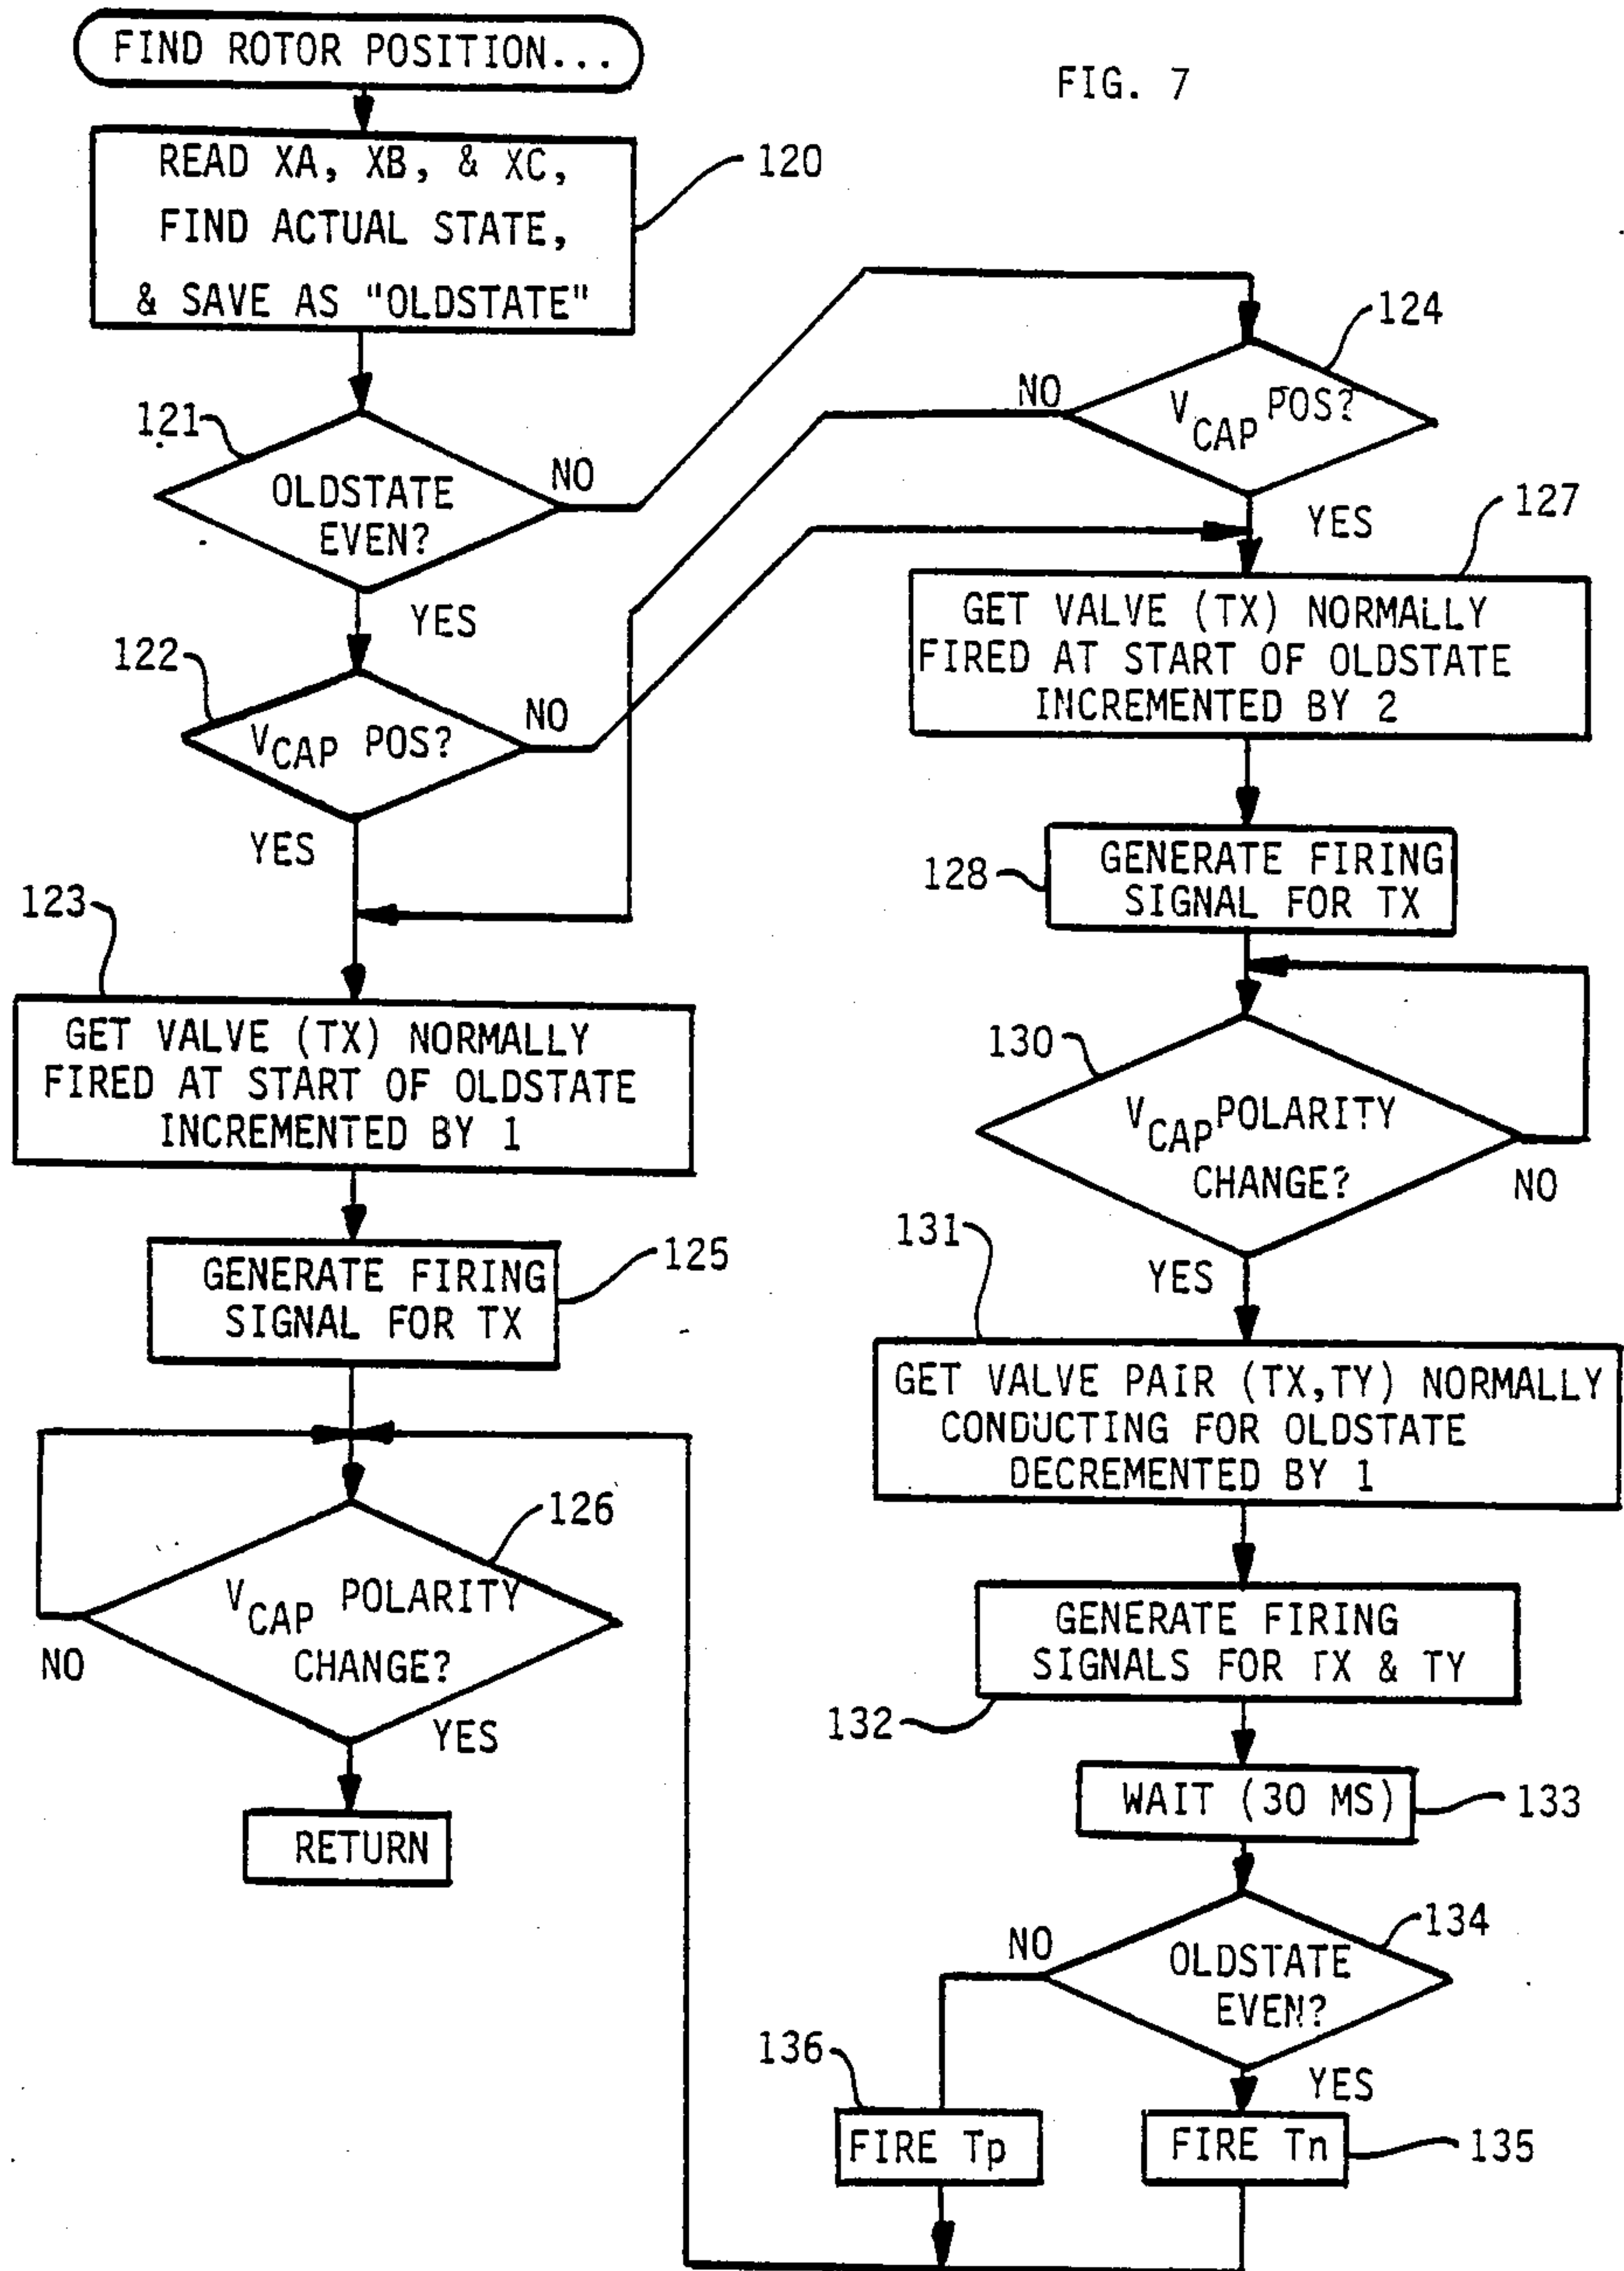 FIND ROTOR POSITION...
FIG. 7
READ XA, XB, & XC,
FIND ACTUAL STATE,
& SAVE AS "OLDSTATE"
120
121
OLDSTATE
EVEN?
NO
YES
122
VCAP POS?
NO
YES
123
GET VALVE (TX) NORMALLY
FIRED AT START OF OLDSTATE
INCREMENTED BY 1
GENERATE FIRING
SIGNAL FOR TX
125
126
VCAP POLARITY
CHANGE?
NO
YES
RETURN
124
NO
VCAP POS?
YES
127
GET VALVE (TX) NORMALLY
FIRED AT START OF OLDSTATE
INCREMENTED BY 2
128
GENERATE FIRING
SIGNAL FOR TX
130
VCAP POLARITY
CHANGE?
NO
YES
131
GET VALVE PAIR (TX,TY) NORMALLY
CONDUCTING FOR OLDSTATE
DECREMENTED BY 1
GENERATE FIRING
SIGNALS FOR TX & TY
132
WAIT (30 MS)
133
134
NO
OLDSTATE
EVEN?
YES
136
FIRE Tp
FIRE Tn
135